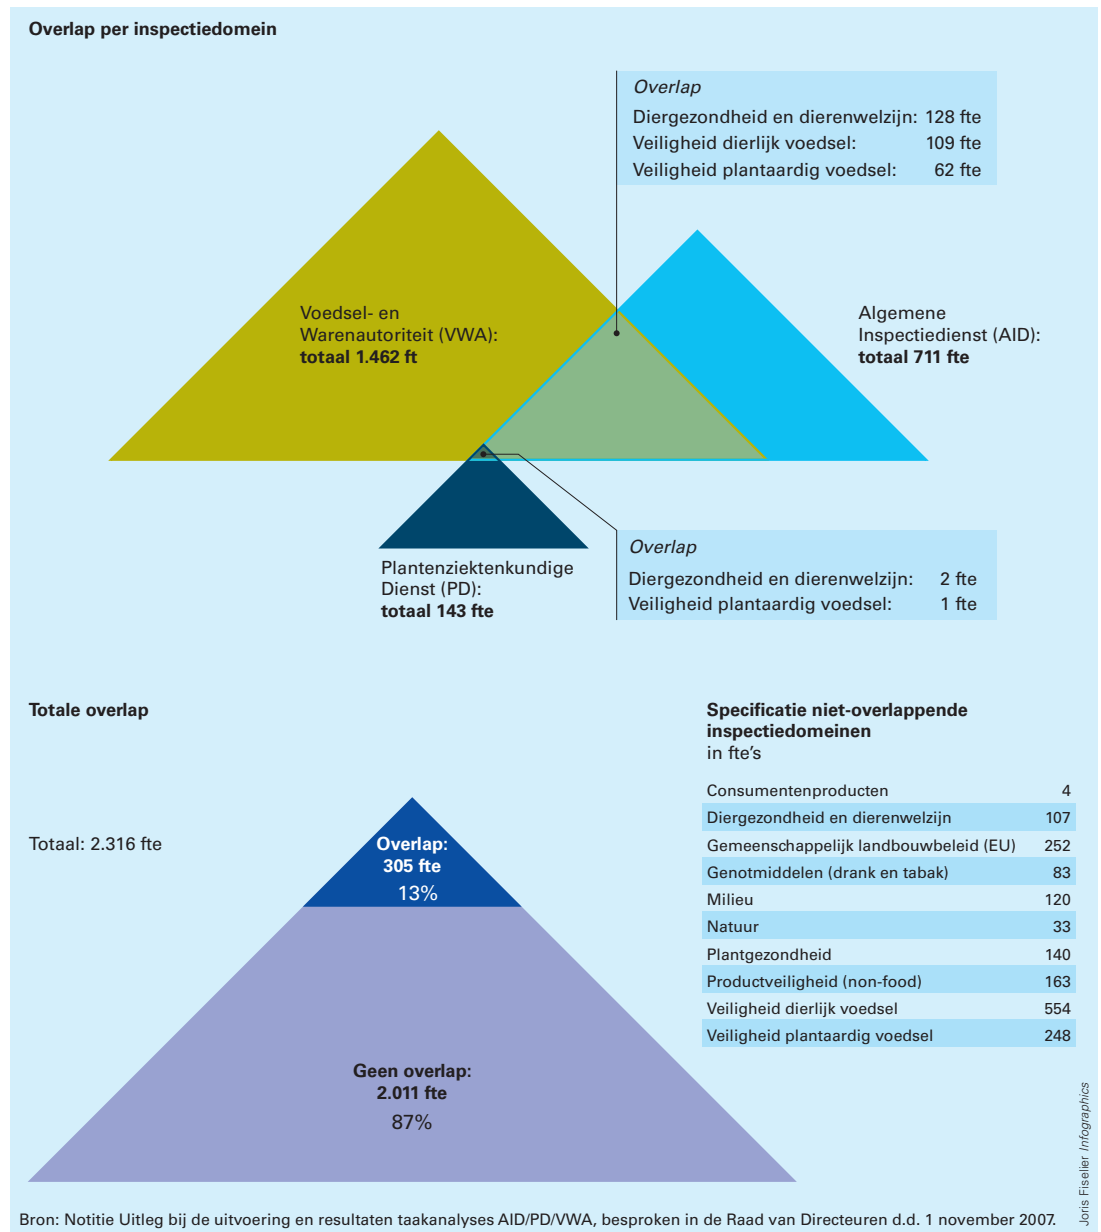 Overlap per inspectiedomein
Overlap
Diergezondheid en dierenwelzijn: 128 fte
Veiligheid dierlijk voedsel: 109 fte
Veiligheid plantaardig voedsel: 62 fte
Voedsel- en
Warenautoriteit (VWA):
totaal 1.462 ft
Algemene
Inspectiedienst (AID):
totaal 711 fte
Plantenziektenkundige
Dienst (PD):
totaal 143 fte
Overlap
Diergezondheid en dierenwelzijn: 2 fte
Veiligheid plantaardig voedsel: 1 fte
Totale overlap
Totaal: 2.316 fte
Overlap:
305 fte
13%
Geen overlap:
2.011 fte
87%
Specificatie niet-overlappende
inspectiedomeinen
in fte's
Consumentenproducten 4
Diergezondheid en dierenwelzijn 107
Gemeenschappelijk landbouwbeleid (EU) 252
Genotmiddelen (drank en tabak) 83
Milieu 120
Natuur 33
Plantgezondheid 140
Productveiligheid (non-food) 163
Veiligheid dierlijk voedsel 554
Veiligheid plantaardig voedsel 248
Joris Fiselier Infographics
Bron: Notitie Uitleg bij de uitvoering en resultaten taakanalyses AID/PD/VWA, besproken in de Raad van Directeuren d.d. 1 november 2007.